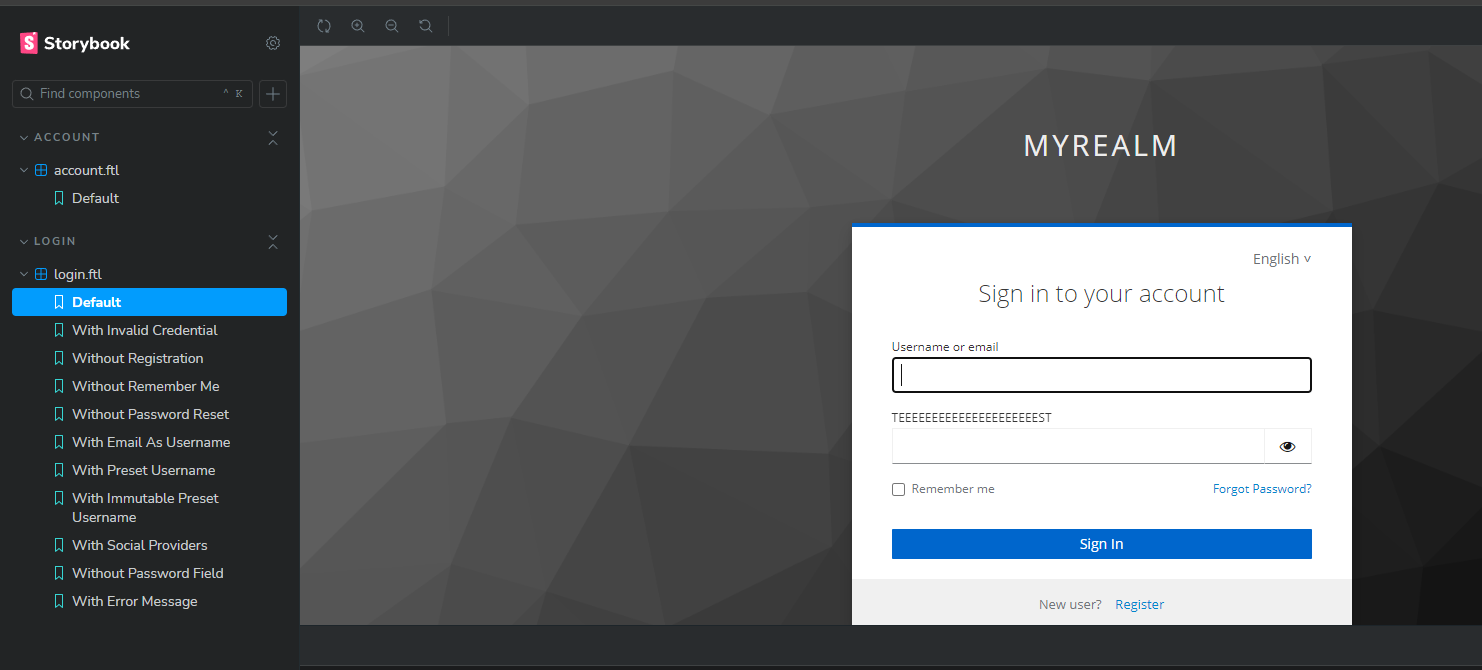 Storybook
Find components
^ K
ACCOUNT
account.ftl
Default
LOGIN
login.ftl
Default
With Invalid Credential
Without Registration
Without Remember Me
Without Password Reset
With Email As Username
With Preset Username
With Immutable Preset
Username
With Social Providers
Without Password Field
With Error Message
MYREALM
English
Sign in to your account
Username or email
TEEEEEEEEEEEEEEEEEEEEEST
Remember me
Forgot Password?
Sign In
New user? Register